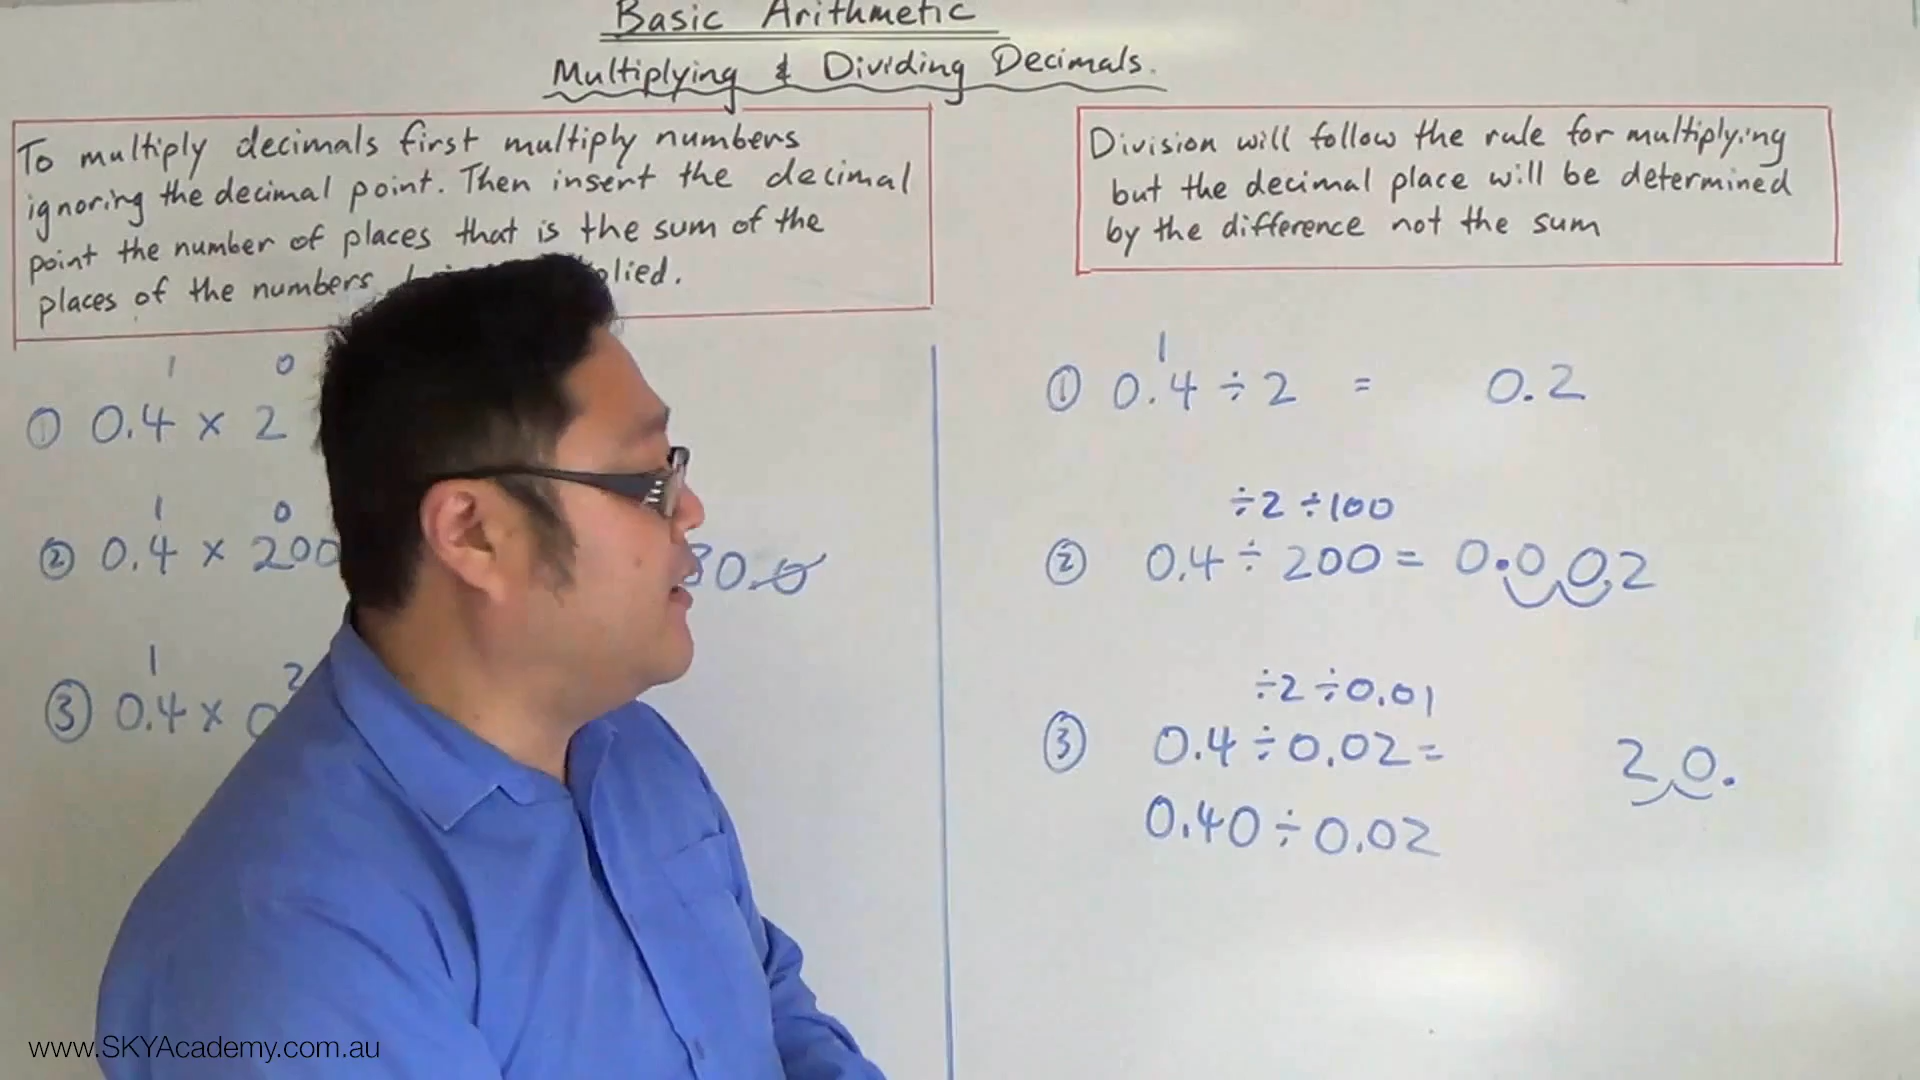 Basic Arithmetic
Multiplying & Dividing Decimals.
To multiply decimals first multiply numbers
ignoring the decimal point. Then insert the decimal
point the number of places that is the sum of the
places of the numbers
1 0
① 0.4 × 2
1 0
② 0.4 × 200 80.0
1 2
③ 0.4 × 0
Division will follow the rule for multiplying
but the decimal place will be determined
by the difference not the sum
1
① 0.4 ÷ 2 = 0.2
÷2 ÷100
② 0.4 ÷ 200 = 0.002
÷2 ÷0.01
③ 0.4 ÷ 0.02 = 20.
0.40 ÷ 0.02
www.SKYAcademy.com.au